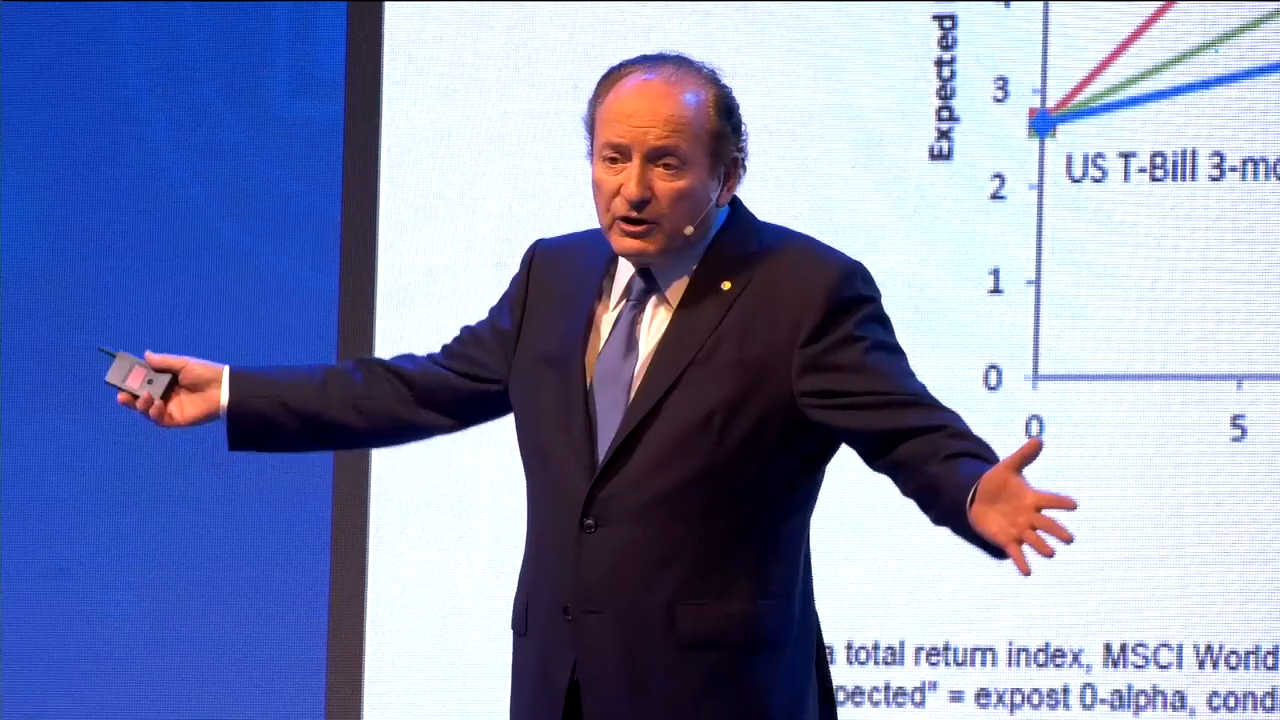 Expected
3
2
1
0
0 5
US T-Bill 3-mo
total return index, MSCI World
pected" = expost 0-alpha, cond